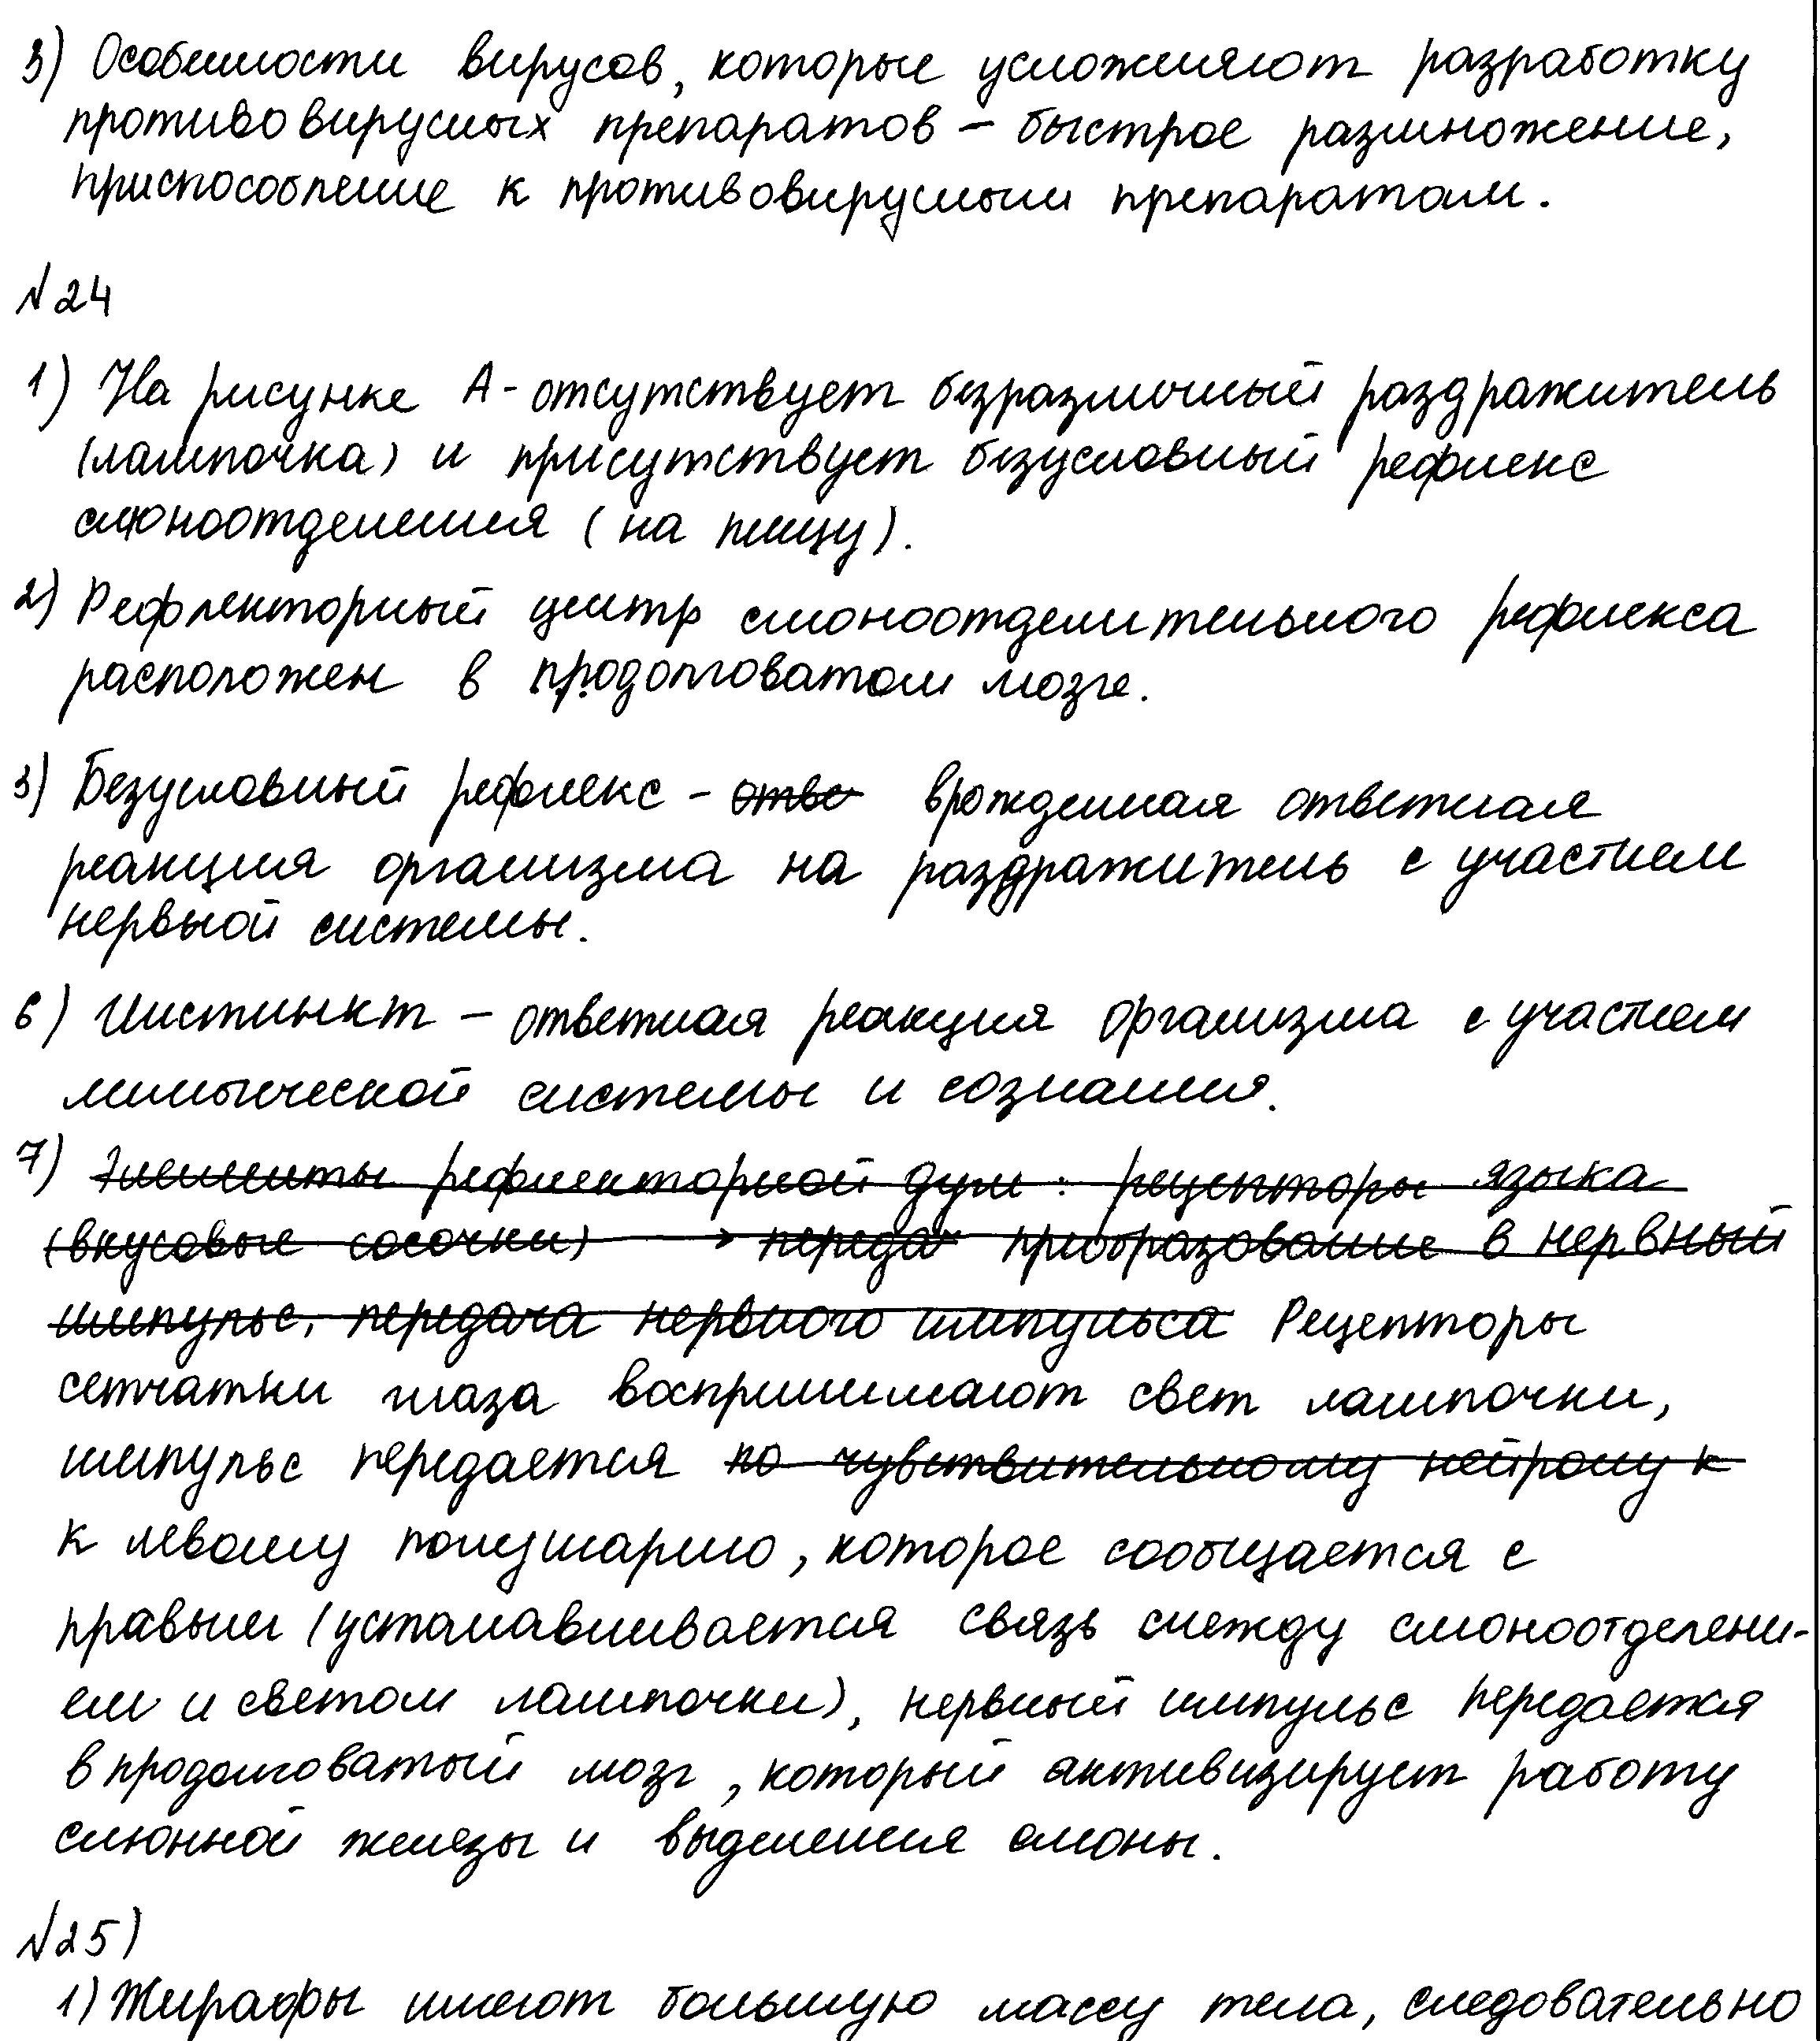 3) Особенности вирусов, которые усложняют разработку
противовирусных препаратов – быстрое размножение,
приспособление к противовирусным препаратам.
№24
1) На рисунке А - отсутствует безразличный раздражитель
(лампочка) и присутствует безусловный рефлекс
слюноотделения (на пищу).
2) Рефлекторный центр слюноотделительного рефлекса
расположен в продолговатом мозге.
3) Безусловный рефлекс - отве врожденная ответная
реакция организма на раздражитель с участием
нервной системы.
6) Инстинкт – ответная реакция организма с участием
лимбической системы и сознания.
7) Элементы рефлекторной дуги: рецепторы языка
(вкусовые сосочки) → передач преобразование в нервный
импульс, передача нервного импульса Рецепторы
сетчатки глаза воспринимают свет лампочки,
импульс передается по чувствительному нейрону к
к левому полушарию, которое сообщается с
правым (устанавливается связь между слюноотделени-
ем и светом лампочки), нервный импульс передается
в продолговатый мозг, который активизирует работу
слюнной железы и выделения слюны.
№25)
1) Жирафы имеют большую массу тела, следовательно